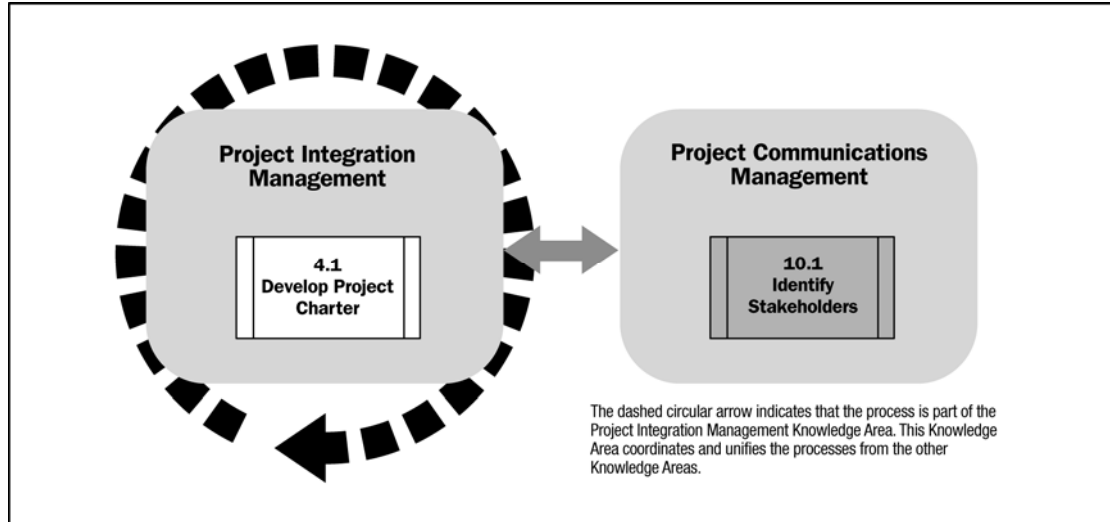 Project Integration
Management
4.1
Develop Project
Charter
Project Communications
Management
10.1
Identify
Stakeholders
The dashed circular arrow indicates that the process is part of the
Project Integration Management Knowledge Area. This Knowledge
Area coordinates and unifies the processes from the other
Knowledge Areas.